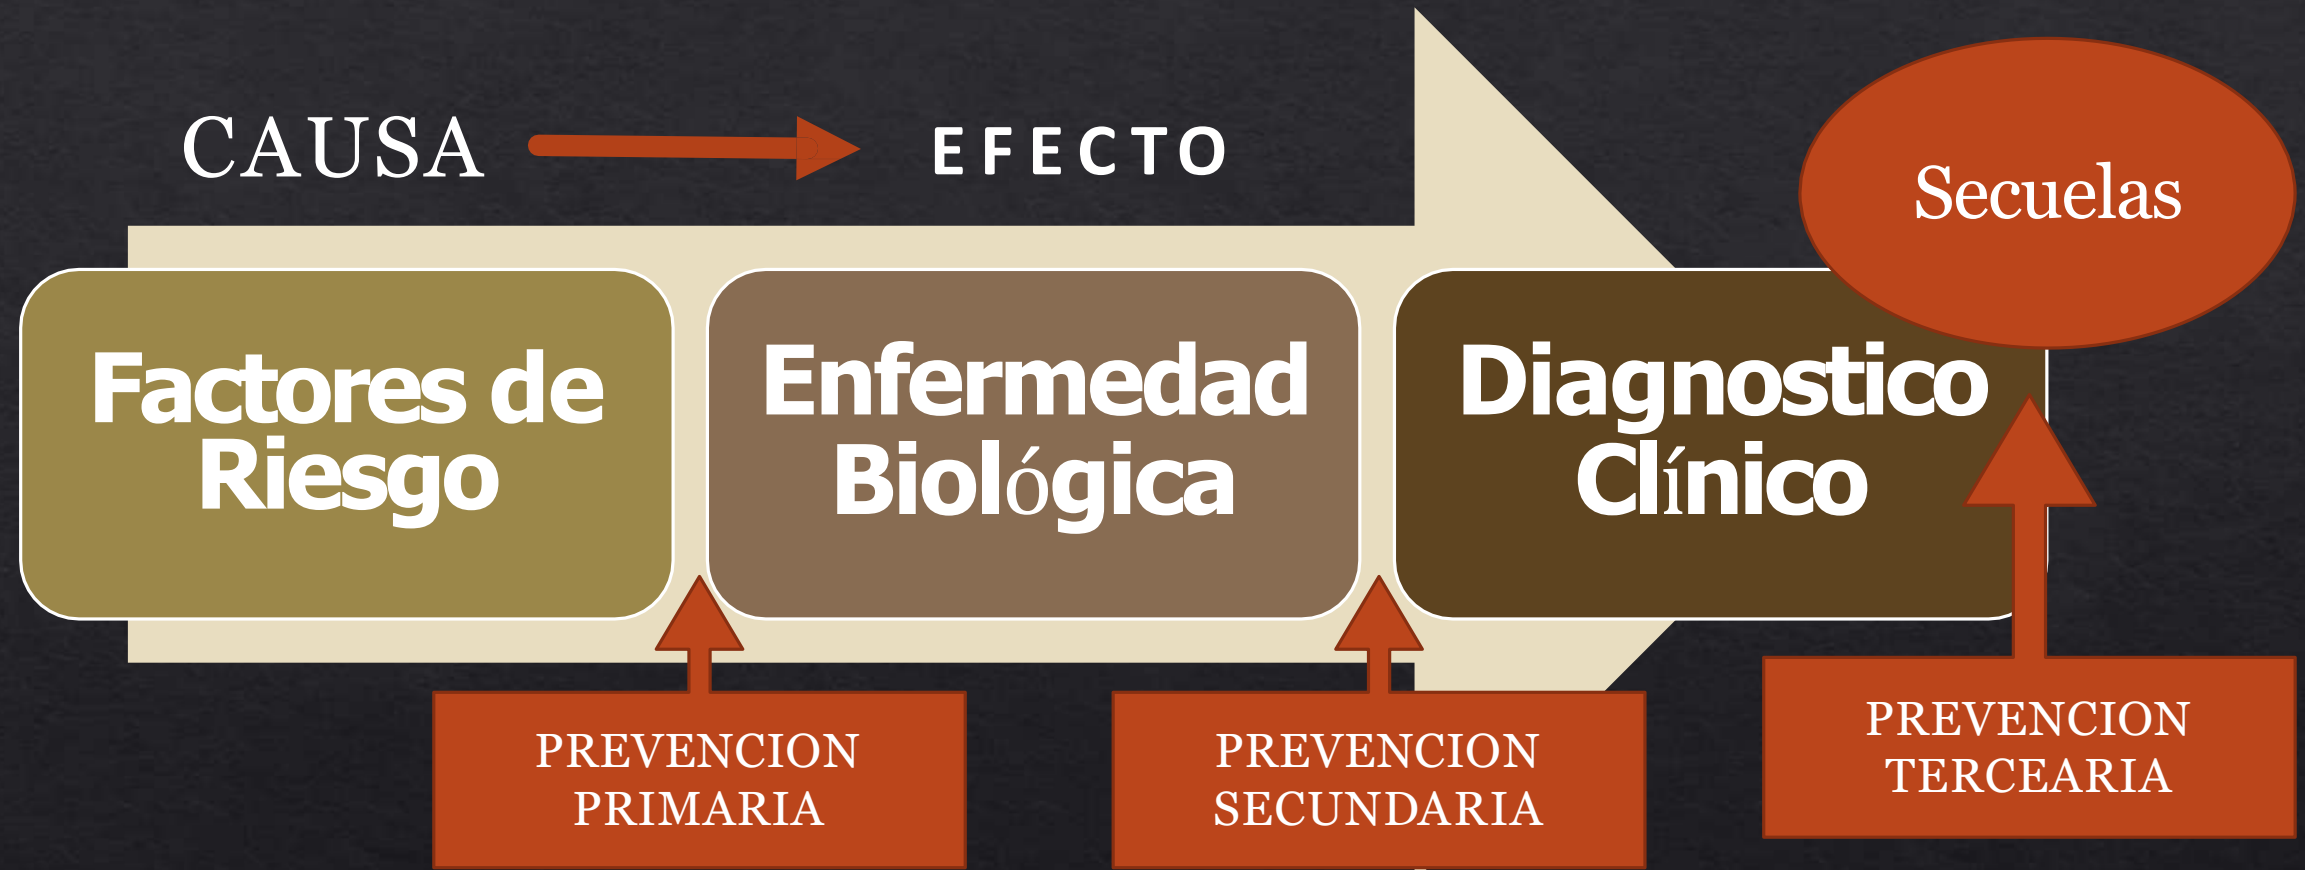 CAUSA
EFECTO
Secuelas
Factores de
Riesgo
Enfermedad
Biológica
Diagnostico
Clínico
PREVENCION
PRIMARIA
PREVENCION
SECUNDARIA
PREVENCION
TERCEARIA